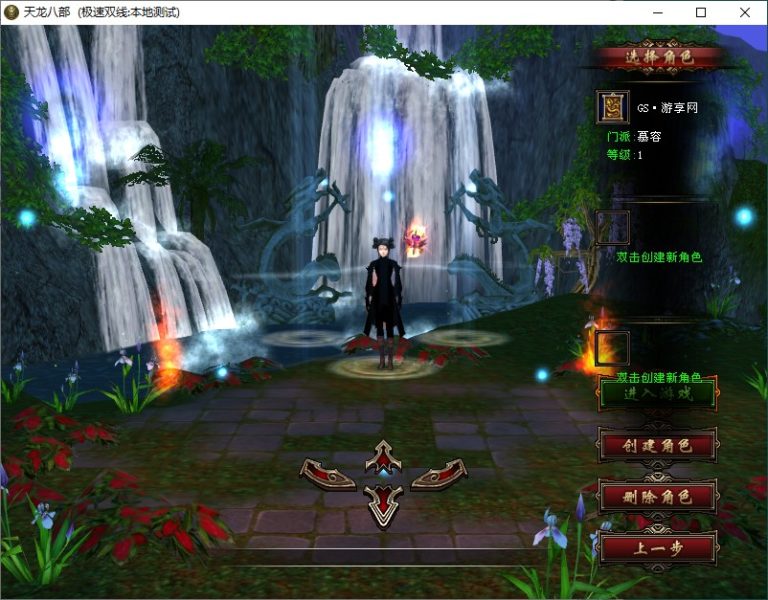 天龙八部 (极速双线:本地测试)
选择角色
GS·游享网
门派:慕容
等级:1
双击创建新角色
双击创建新角色
进入游戏
创建角色
删除角色
上一步